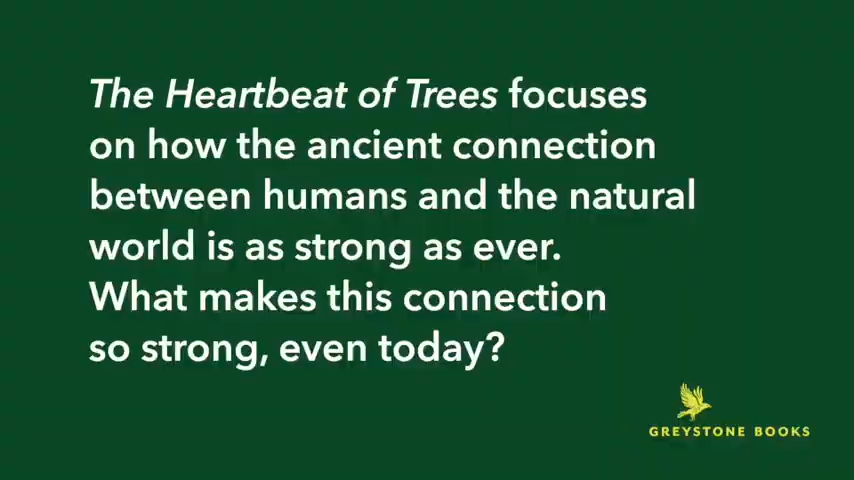 The Heartbeat of Trees focuses
on how the ancient connection
between humans and the natural
world is as strong as ever.
What makes this connection
so strong, even today?
GREYSTONE BOOKS